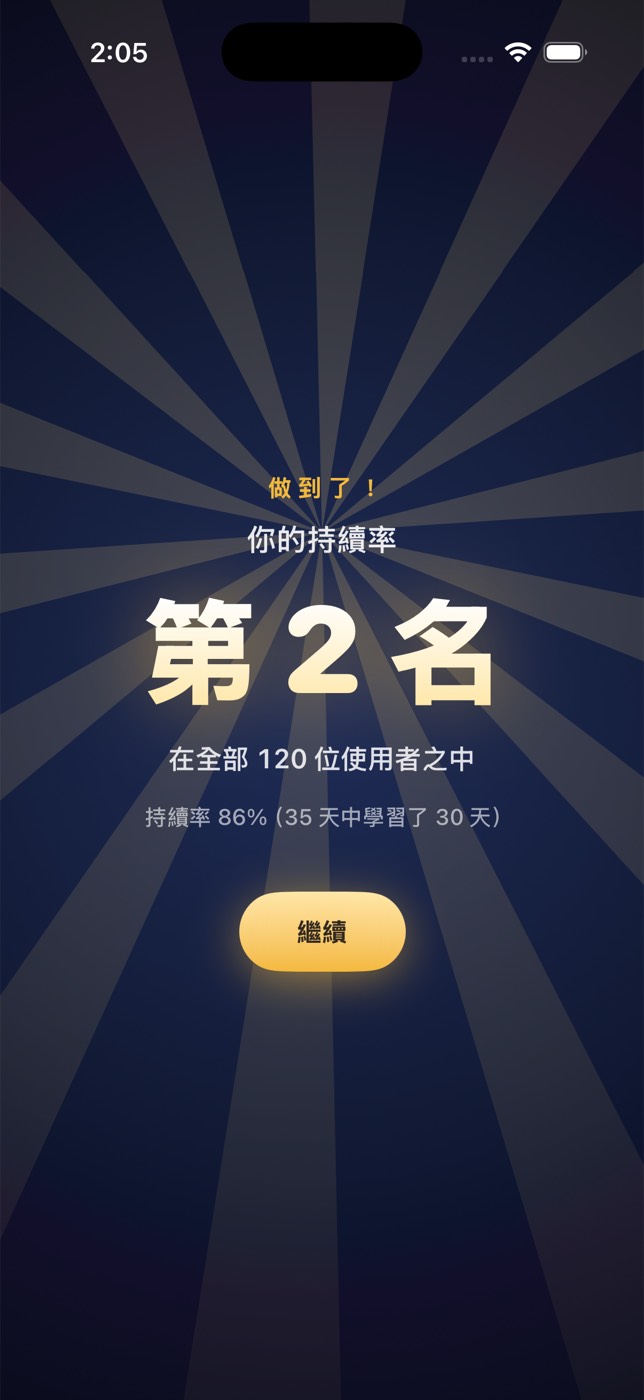 2:05
做到了！
你的持續率
第 2 名
在全部 120 位使用者之中
持續率 86% (35 天中學習了 30 天)
繼續